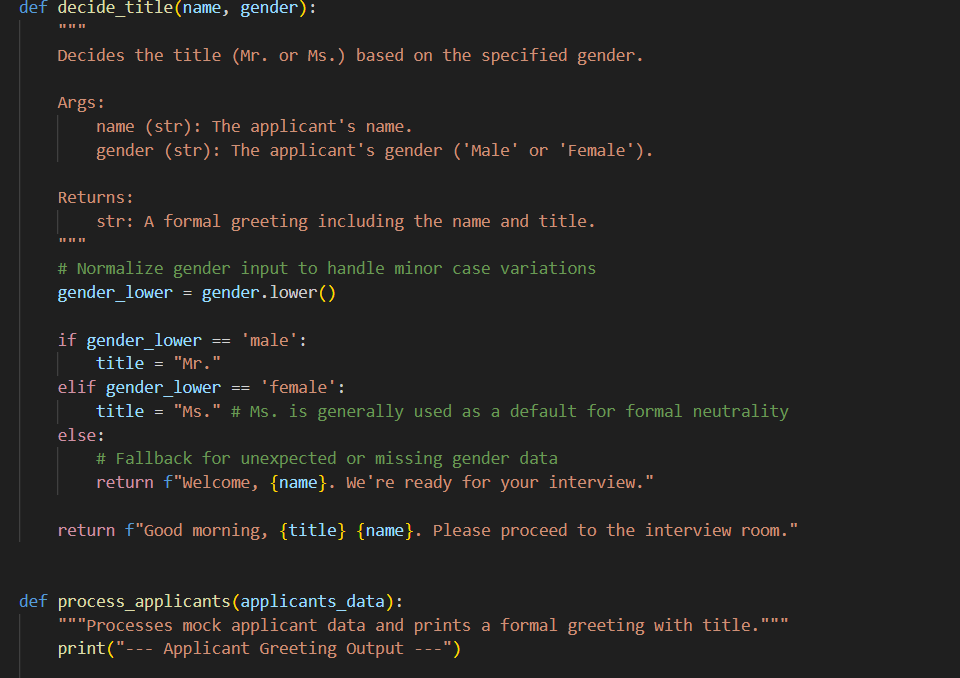 def decide_title(name, gender):
    """
    Decides the title (Mr. or Ms.) based on the specified gender.

    Args:
        name (str): The applicant's name.
        gender (str): The applicant's gender ('Male' or 'Female').

    Returns:
        str: A formal greeting including the name and title.
    """
    # Normalize gender input to handle minor case variations
    gender_lower = gender.lower()

    if gender_lower == 'male':
        title = "Mr."
    elif gender_lower == 'female':
        title = "Ms." # Ms. is generally used as a default for formal neutrality
    else:
        # Fallback for unexpected or missing gender data
        return f"Welcome, {name}. We're ready for your interview."

    return f"Good morning, {title} {name}. Please proceed to the interview room."


def process_applicants(applicants_data):
    """Processes mock applicant data and prints a formal greeting with title."""
    print("--- Applicant Greeting Output ---")